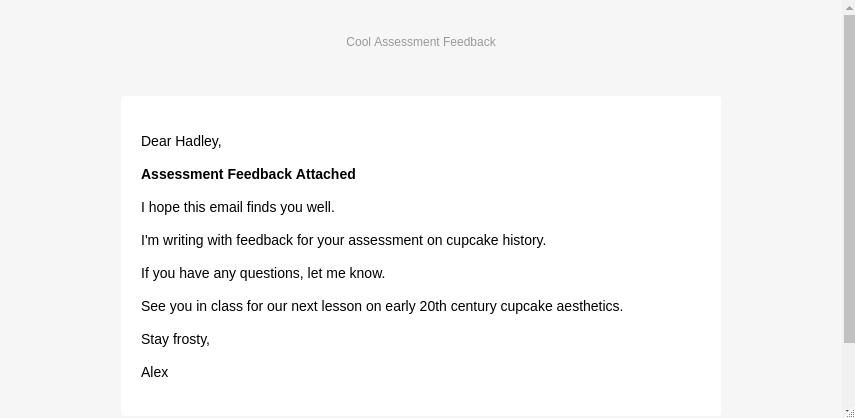 Cool Assessment Feedback
Dear Hadley,
Assessment Feedback Attached
I hope this email finds you well.
I'm writing with feedback for your assessment on cupcake history.
If you have any questions, let me know.
See you in class for our next lesson on early 20th century cupcake aesthetics.
Stay frosty,
Alex